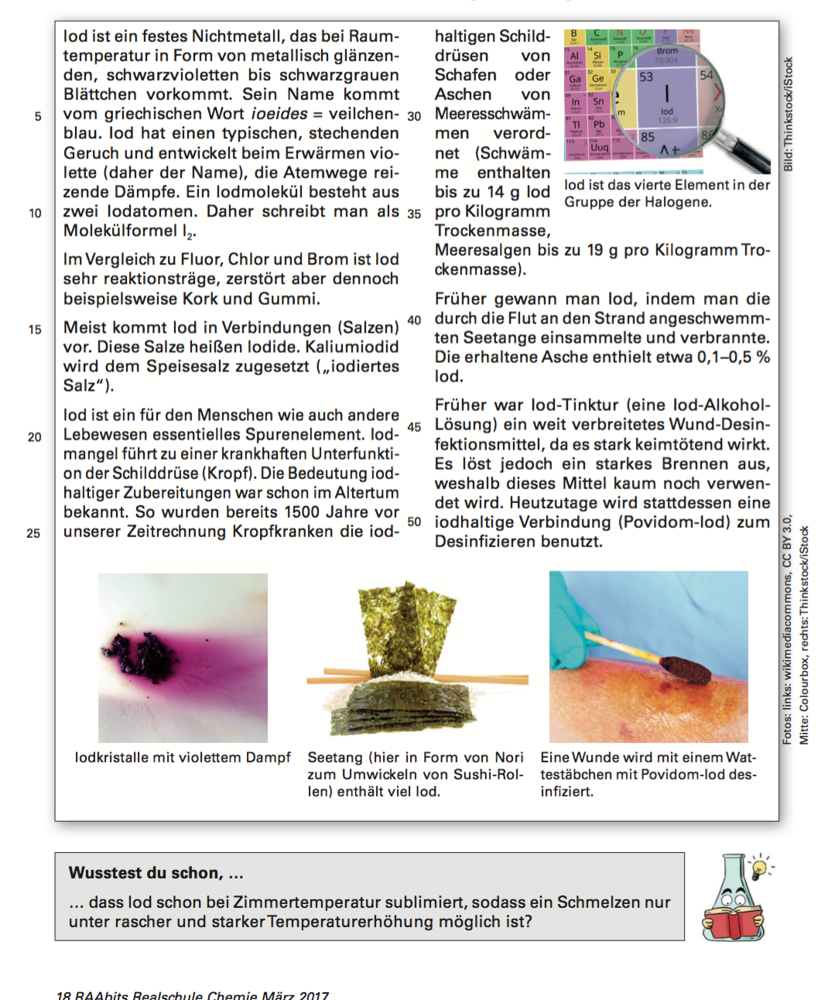 Iod ist ein festes Nichtmetall, das bei Raum-
temperatur in Form von metallisch glänzen-
den, schwarzvioletten bis schwarzgrauen
Blättchen vorkommt. Sein Name kommt
5 vom griechischen Wort ioeides = veilchen-
blau. Iod hat einen typischen, stechenden
Geruch und entwickelt beim Erwärmen vio-
lette (daher der Name), die Atemwege rei-
zende Dämpfe. Ein Iodmolekül besteht aus
10 zwei Iodatomen. Daher schreibt man als
Molekülformel I₂.
Im Vergleich zu Fluor, Chlor und Brom ist Iod
sehr reaktionsträge, zerstört aber dennoch
beispielsweise Kork und Gummi.
15 Meist kommt Iod in Verbindungen (Salzen)
vor. Diese Salze heißen Iodide. Kaliumiodid
wird dem Speisesalz zugesetzt („iodiertes
Salz“).
Iod ist ein für den Menschen wie auch andere
20 Lebewesen essentielles Spurenelement. Iod-
mangel führt zu einer krankhaften Unterfunkti-
on der Schilddrüse (Kropf). Die Bedeutung iod-
haltiger Zubereitungen war schon im Altertum
bekannt. So wurden bereits 1500 Jahre vor
25 unserer Zeitrechnung Kropfkranken die iod-
haltigen Schild-
drüsen von
Schafen oder
Aschen von
30 Meeresschwäm-
men verord-
net (Schwäm-
me enthalten
bis zu 14 g Iod
35 pro Kilogramm
Trockenmasse,
Meeresalgen bis zu 19 g pro Kilogramm Tro-
ckenmasse).
Früher gewann man Iod, indem man die
40 durch die Flut an den Strand angeschwemm-
ten Seetange einsammelte und verbrannte.
Die erhaltene Asche enthielt etwa 0,1–0,5 %
Iod.
Früher war Iod-Tinktur (eine Iod-Alkohol-
45 Lösung) ein weit verbreitetes Wund-Desin-
fektionsmittel, da es stark keimtötend wirkt.
Es löst jedoch ein starkes Brennen aus,
weshalb dieses Mittel kaum noch verwen-
det wird. Heutzutage wird stattdessen eine
50 iodhaltige Verbindung (Povidom-Iod) zum
Desinfizieren benutzt.
B C N O F Ne
13 Al 14 Si 15 P 16
31 Ga 32 Ge 33
49 In 50 Sn
81 Tl 82 Pb
113 114 Uuq 115
Brom
79,904
53 54
I
Iod
126.9
85 86
Iod ist das vierte Element in der
Gruppe der Halogene.
Bild: Thinkstock/iStock
Iodkristalle mit violettem Dampf
Seetang (hier in Form von Nori
zum Umwickeln von Sushi-Rol-
len) enthält viel Iod.
Eine Wunde wird mit einem Wat-
testäbchen mit Povidom-Iod des-
infiziert.
Fotos: links: wikimediacommons, CC BY 3.0,
Mitte: Colourbox, rechts: Thinkstock/iStock
Wusstest du schon, …
… dass Iod schon bei Zimmertemperatur sublimiert, sodass ein Schmelzen nur
unter rascher und starker Temperaturerhöhung möglich ist?
18 RAAbits Realschule Chemie März 2017